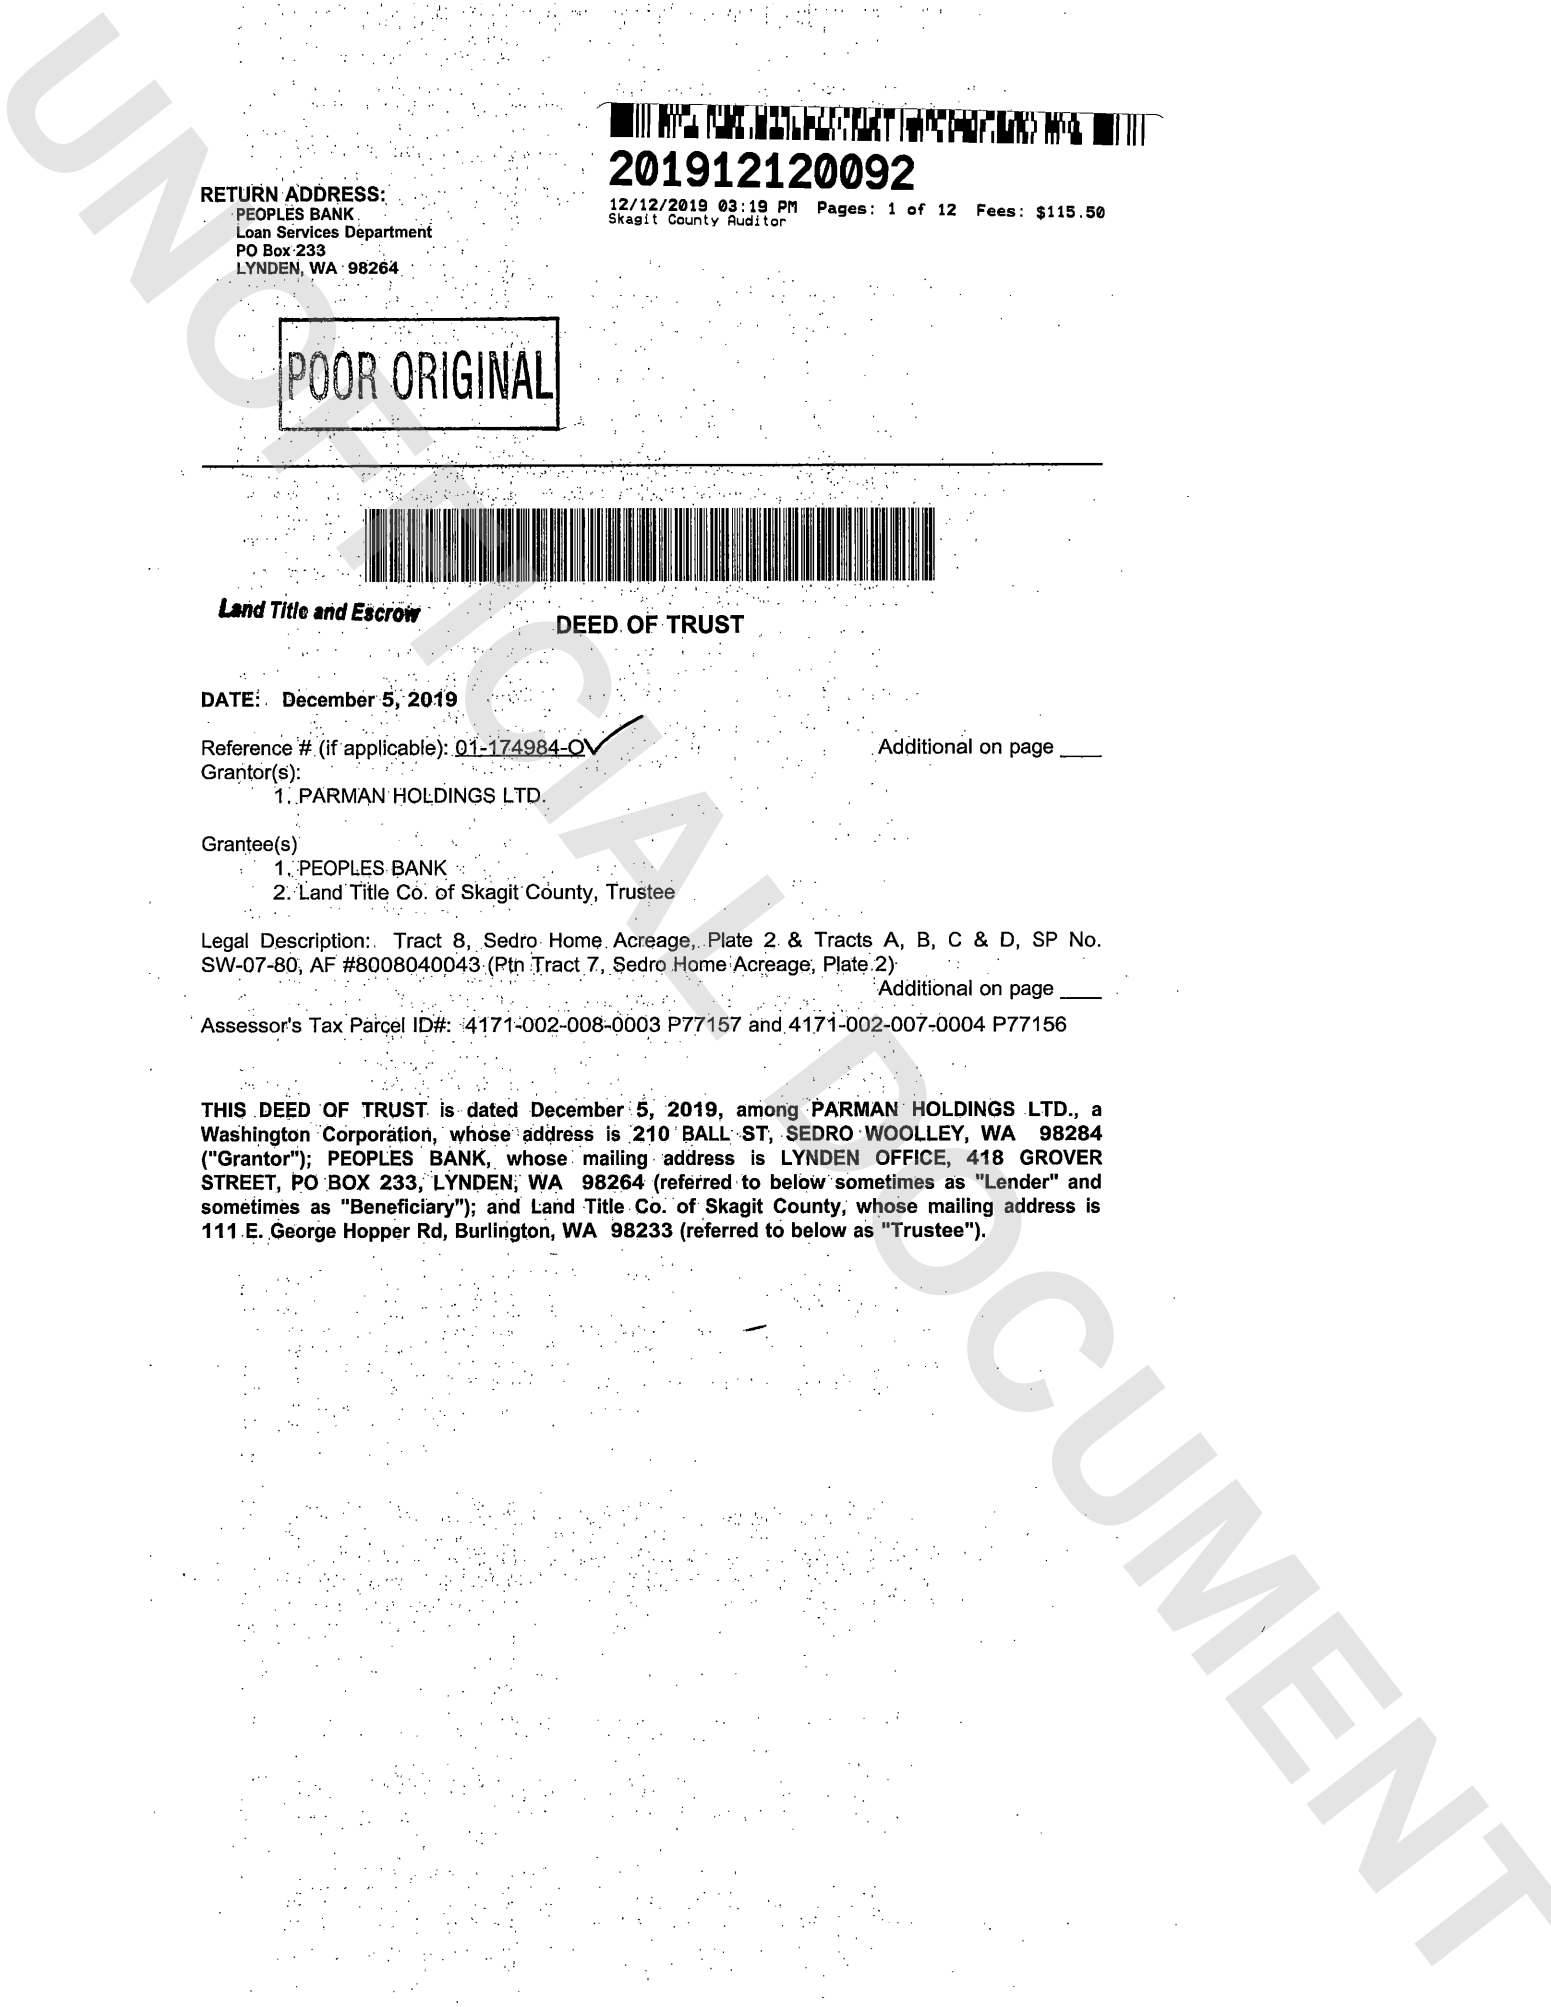 201912120092
12/12/2019 03:19 PM Pages: 1 of 12 Fees: $115.50
Skagit County Auditor
RETURN ADDRESS:
PEOPLES BANK
Loan Services Department
PO Box 233
LYNDEN, WA 98264
POOR ORIGINAL
Land Title and Escrow
DEED OF TRUST
DATE: December 5, 2019
Reference # (if applicable): 01-174984-O Additional on page ____
Grantor(s):
1. PARMAN HOLDINGS LTD.
Grantee(s)
1. PEOPLES BANK
2. Land Title Co. of Skagit County, Trustee
Legal Description: Tract 8, Sedro Home Acreage, Plate 2 & Tracts A, B, C & D, SP No.
SW-07-80, AF #8008040043 (Ptn Tract 7, Sedro Home Acreage, Plate 2)
Additional on page ____
Assessor's Tax Parcel ID#: 4171-002-008-0003 P77157 and 4171-002-007-0004 P77156
THIS DEED OF TRUST is dated December 5, 2019, among PARMAN HOLDINGS LTD., a
Washington Corporation, whose address is 210 BALL ST, SEDRO WOOLLEY, WA 98284
("Grantor"); PEOPLES BANK, whose mailing address is LYNDEN OFFICE, 418 GROVER
STREET, PO BOX 233, LYNDEN, WA 98264 (referred to below sometimes as "Lender" and
sometimes as "Beneficiary"); and Land Title Co. of Skagit County, whose mailing address is
111 E. George Hopper Rd, Burlington, WA 98233 (referred to below as "Trustee").
UNOFFICIAL DOCUMENT